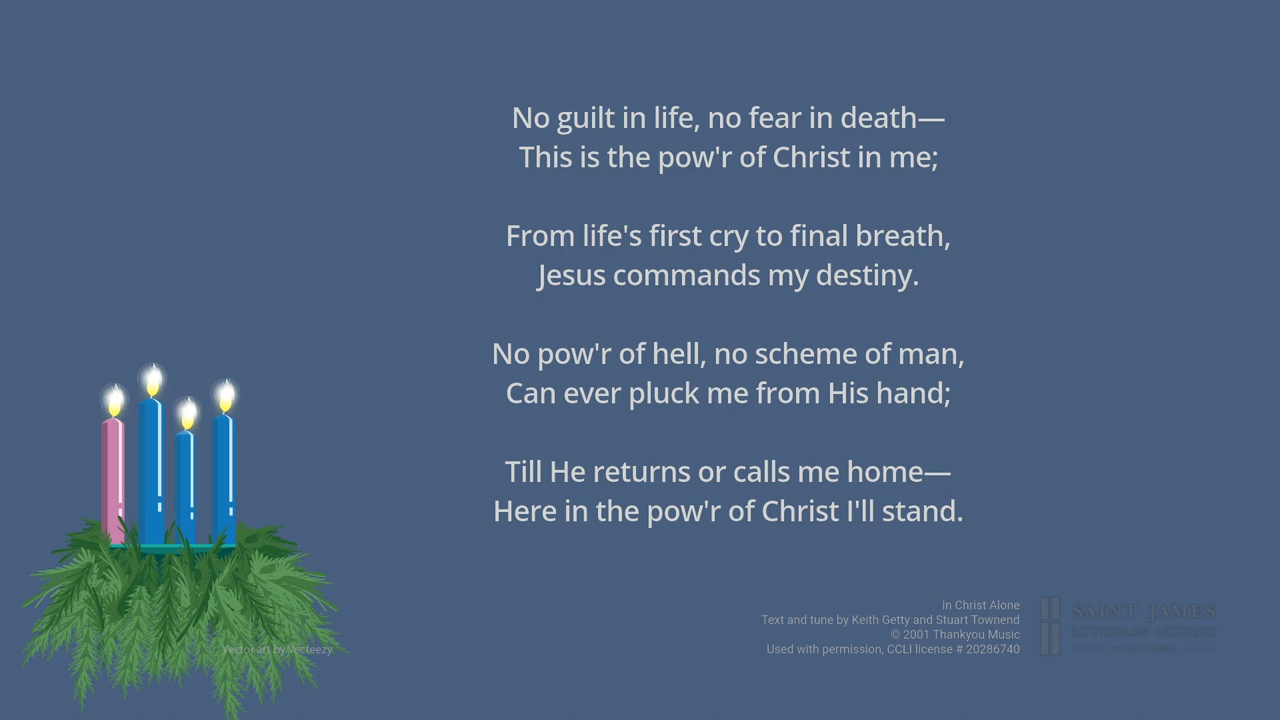 No guilt in life, no fear in death—
This is the pow'r of Christ in me;
From life's first cry to final breath,
Jesus commands my destiny.
No pow'r of hell, no scheme of man,
Can ever pluck me from His hand;
Till He returns or calls me home—
Here in the pow'r of Christ I'll stand.
In Christ Alone
Text and tune by Keith Getty and Stuart Townend
© 2001 Thankyou Music
Used with permission, CCLI license # 20286740
Vector art by Vecteezy
SAINT JAMES
LUTHERAN CHURCH